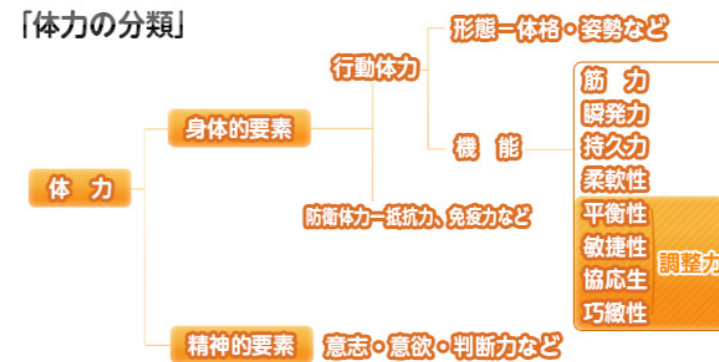 「体力の分類」
形態ー体格・姿勢など
行動体力
筋 力
瞬発力
身体的要素
機 能
持久力
柔軟性
体 力
平衡性
防衛体力ー抵抗力、免疫力など
敏捷性
調整力
協応生
巧緻性
精神的要素
意志・意欲・判断力など